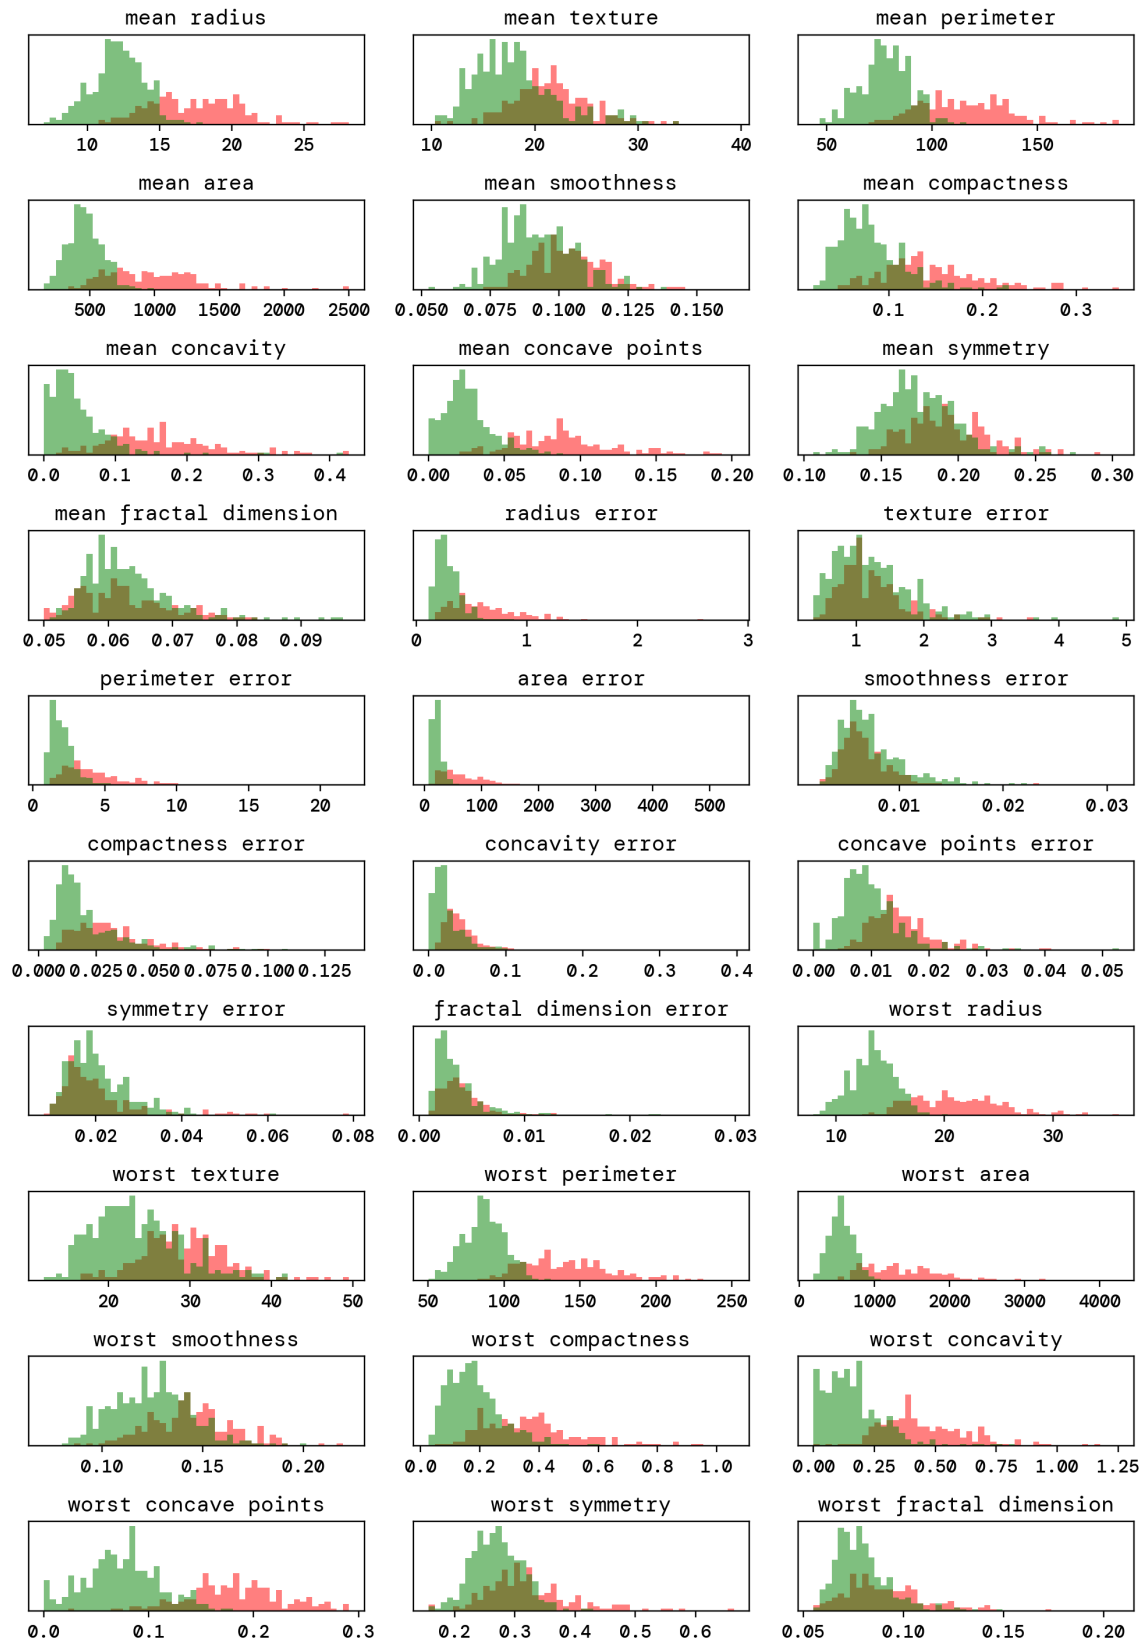 mean radius mean texture mean perimeter
10 15 20 25 10 20 30 40 50 100 150
mean area mean smoothness mean compactness
500 1000 1500 2000 2500 0.050 0.075 0.100 0.125 0.150 0.1 0.2 0.3
mean concavity mean concave points mean symmetry
0.0 0.1 0.2 0.3 0.4 0.00 0.05 0.10 0.15 0.20 0.10 0.15 0.20 0.25 0.30
mean fractal dimension radius error texture error
0.05 0.06 0.07 0.08 0.09 0 1 2 3 1 2 3 4 5
perimeter error area error smoothness error
0 5 10 15 20 0 100 200 300 400 500 0.01 0.02 0.03
compactness error concavity error concave points error
0.000 0.025 0.050 0.075 0.100 0.125 0.0 0.1 0.2 0.3 0.4 0.00 0.01 0.02 0.03 0.04 0.05
symmetry error fractal dimension error worst radius
0.02 0.04 0.06 0.08 0.00 0.01 0.02 0.03 10 20 30
worst texture worst perimeter worst area
20 30 40 50 50 100 150 200 250 0 1000 2000 3000 4000
worst smoothness worst compactness worst concavity
0.10 0.15 0.20 0.0 0.2 0.4 0.6 0.8 1.0 0.00 0.25 0.50 0.75 1.00 1.25
worst concave points worst symmetry worst fractal dimension
0.0 0.1 0.2 0.3 0.2 0.3 0.4 0.5 0.6 0.05 0.10 0.15 0.20